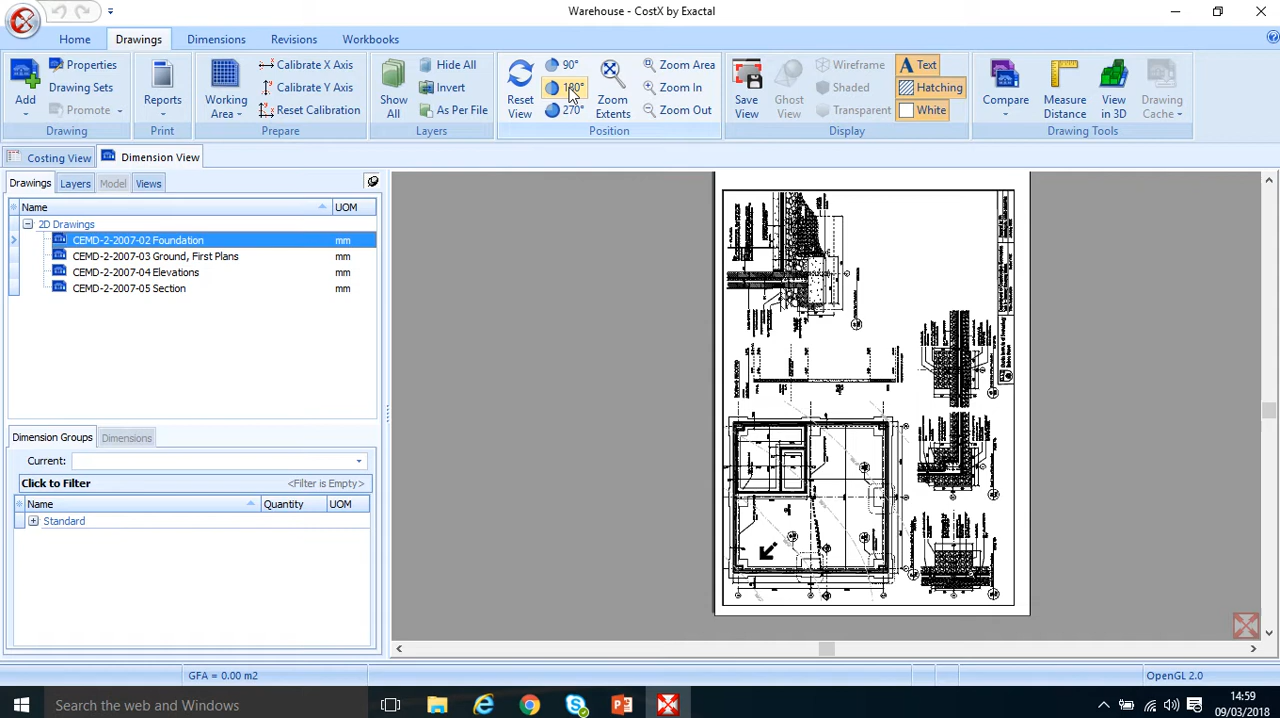 Warehouse - CostX by Exactal
Home
Drawings
Dimensions
Revisions
Workbooks
Add
Properties
Drawing Sets
Promote
Drawing
Reports
Print
Working
Area
Calibrate X Axis
Calibrate Y Axis
Reset Calibration
Prepare
Show
All
Hide All
Invert
As Per File
Layers
Reset
View
90°
180°
270°
Zoom
Extents
Zoom Area
Zoom In
Zoom Out
Position
Save
View
Ghost
View
Wireframe
Shaded
Transparent
Text
Hatching
White
Display
Compare
Measure
Distance
View
in 3D
Drawing
Cache
Drawing Tools
Costing View
Dimension View
Drawings
Layers
Model
Views
Name
UOM
2D Drawings
CEMD-2-2007-02 Foundation mm
CEMD-2-2007-03 Ground, First Plans mm
CEMD-2-2007-04 Elevations mm
CEMD-2-2007-05 Section mm
Dimension Groups
Dimensions
Current:
Click to Filter
<Filter is Empty>
Name
Quantity
UOM
Standard
GFA = 0.00 m2
OpenGL 2.0
Search the web and Windows
14:59
09/03/2018